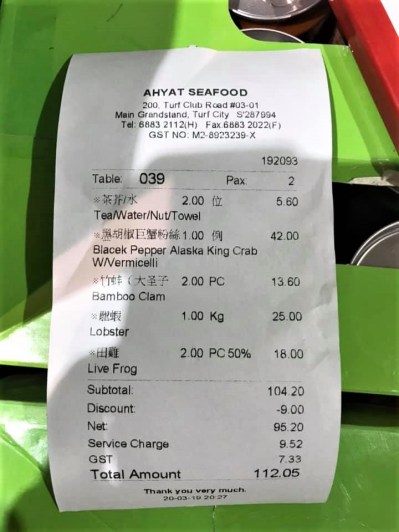 AHYAT SEAFOOD
200, Turf Club Road #03-01
Main Grandstand, Turf City S'287994
Tel: 6883 2112(H) Fax:6883 2022(F)
GST NO: M2-8923239-X
192093
Table: 039 Pax: 2
※茶芥/水 2.00 位 5.60
Tea/Water/Nut/Towel
※黑胡椒巨蟹粉絲 1.00 例 42.00
Blacek Pepper Alaska King Crab
W/Vermicelli
※竹蚌 ( 大圣子 2.00 PC 13.60
Bamboo Clam
※龍蝦 1.00 Kg 25.00
Lobster
※田雞 2.00 PC 50% 18.00
Live Frog
Subtotal: 104.20
Discount: -9.00
Net: 95.20
Service Charge 9.52
GST 7.33
Total Amount 112.05
Thank you very much.
20-03-19 20:27